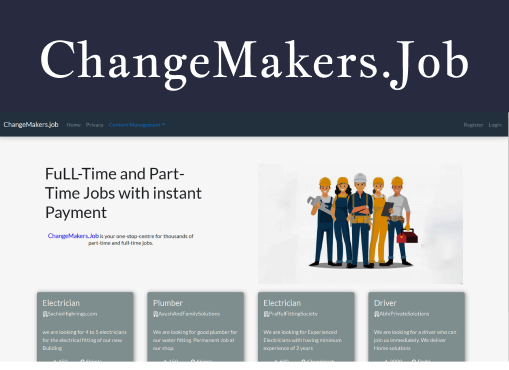 ChangeMakers.Job
ChangeMakers.job Home Privacy Content Management Register Login
FuLL-Time and Part-
Time Jobs with instant
Payment
ChangeMakers.Job is your one-stop-centre for thousands of
part-time and full-time jobs.
Electrician
SachinHighrings.com
we are looking for 4 to 5 electricians
for the electrical fitting of our new
Building
Plumber
AwashAndFamilySolutions
We are looking for good plumber for
our water fitting. Permanent Job at
our shop.
Electrician
PraffulFittingSociety
We are looking for Experienced
Electricians with having minimum
experience of 2 years
Driver
AbhiPrivateSolutions
We are looking for a driver who can
join us immediately. We deliver
Home solutions